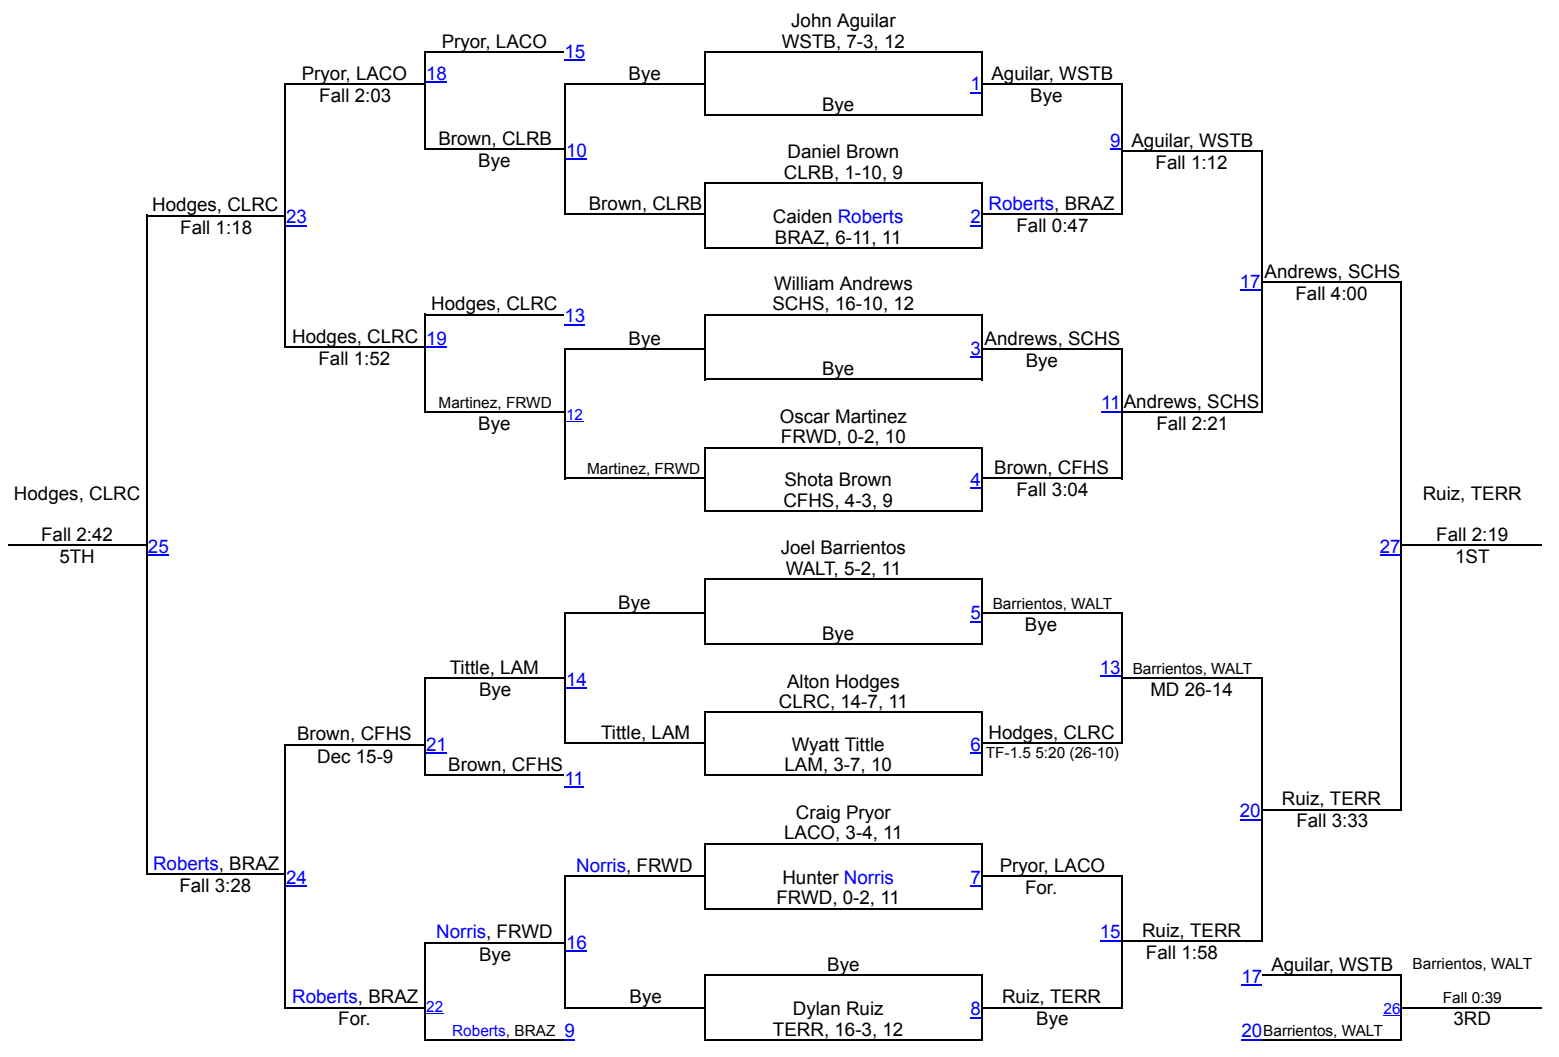 John Aguilar
WSTB, 7-3, 12
Bye
1
Daniel Brown
CLRB, 1-10, 9
Caiden Roberts
BRAZ, 6-11, 11
2
William Andrews
SCHS, 16-10, 12
Bye
3
Oscar Martinez
FRWD, 0-2, 10
Shota Brown
CFHS, 4-3, 9
4
Joel Barrientos
WALT, 5-2, 11
Bye
5
Alton Hodges
CLRC, 14-7, 11
Wyatt Tittle
LAM, 3-7, 10
6
Craig Pryor
LACO, 3-4, 11
Hunter Norris
FRWD, 0-2, 11
7
Bye
Dylan Ruiz
TERR, 16-3, 12
8
Aguilar, WSTB
Bye
Roberts, BRAZ
Fall 0:47
9
Andrews, SCHS
Bye
Brown, CFHS
Fall 3:04
11
Barrientos, WALT
Bye
Hodges, CLRC
TF-1.5 5:20 (26-10)
13
Pryor, LACO
For.
Ruiz, TERR
Bye
15
Aguilar, WSTB
Fall 1:12
Andrews, SCHS
Fall 2:21
17
Barrientos, WALT
MD 26-14
Ruiz, TERR
Fall 1:58
20
Andrews, SCHS
Fall 4:00
Ruiz, TERR
Fall 3:33
27
Ruiz, TERR
Fall 2:19
1ST
17
Aguilar, WSTB
20
Barrientos, WALT
26
Barrientos, WALT
Fall 0:39
3RD
Bye
Brown, CLRB
10
Bye
Martinez, FRWD
12
Bye
Tittle, LAM
14
Norris, FRWD
Bye
16
Pryor, LACO
15
Brown, CLRB
Bye
18
Hodges, CLRC
13
Martinez, FRWD
Bye
19
Tittle, LAM
Bye
Brown, CFHS
11
21
Norris, FRWD
Bye
Roberts, BRAZ
9
22
Pryor, LACO
Fall 2:03
Hodges, CLRC
Fall 1:52
23
Brown, CFHS
Dec 15-9
Roberts, BRAZ
For.
24
Hodges, CLRC
Fall 1:18
Roberts, BRAZ
Fall 3:28
25
Hodges, CLRC
Fall 2:42
5TH